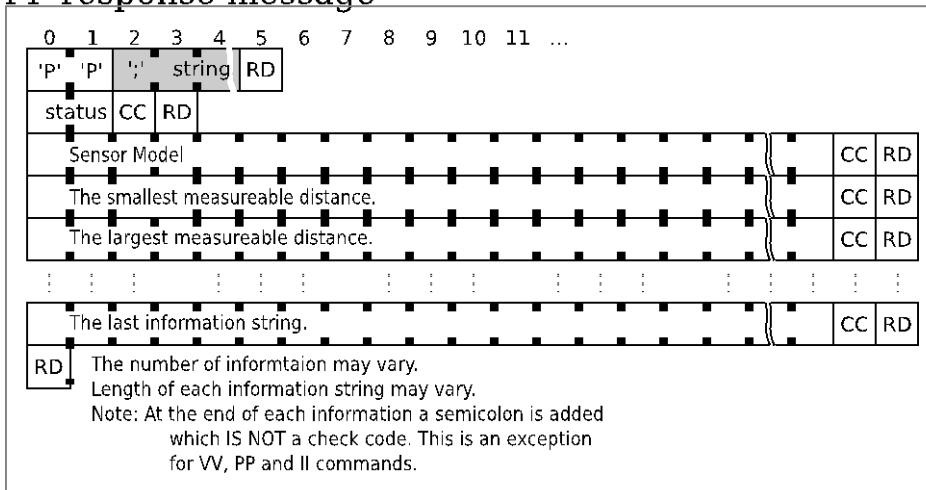 PP response message
0 1 2 3 4 5 6 7 8 9 10 11 ...
'P' 'P' ';' string RD
status CC RD
Sensor Model CC RD
The smallest measureable distance. CC RD
The largest measureable distance. CC RD
The last information string. CC RD
RD The number of informtaion may vary.
Length of each information string may vary.
Note: At the end of each information a semicolon is added
which IS NOT a check code. This is an exception
for VV, PP and II commands.